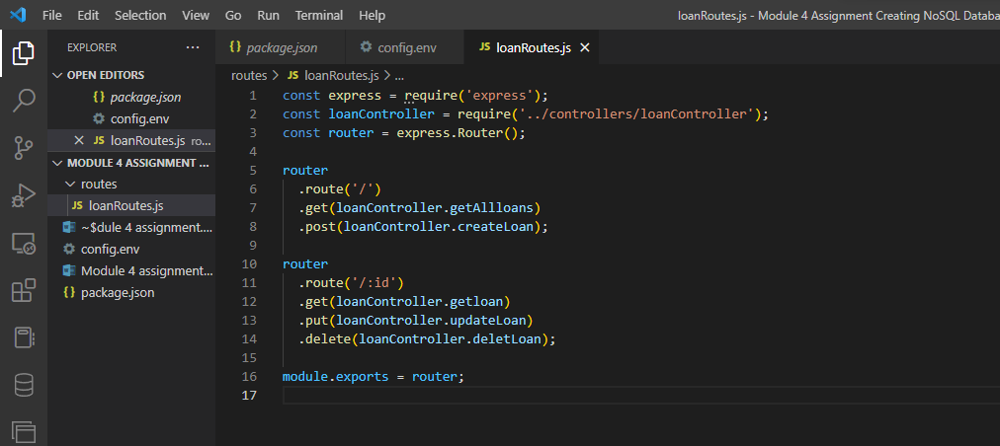 File Edit Selection View Go Run Terminal Help loanRoutes.js - Module 4 Assignment Creating NoSQL Databa
EXPLORER ···
OPEN EDITORS
{} package.json
config.env
× JS loanRoutes.js ro...
MODULE 4 ASSIGNMENT ...
routes
JS loanRoutes.js
~$dule 4 assignment....
config.env
Module 4 assignment...
{} package.json
{} package.json config.env JS loanRoutes.js ×
routes > JS loanRoutes.js > ...
1 const express = require('express');
2 const loanController = require('../controllers/loanController');
3 const router = express.Router();
4
5 router
6 .route('/')
7 .get(loanController.getAllloans)
8 .post(loanController.createLoan);
9
10 router
11 .route('/:id')
12 .get(loanController.getloan)
13 .put(loanController.updateLoan)
14 .delete(loanController.deletLoan);
15
16 module.exports = router;
17